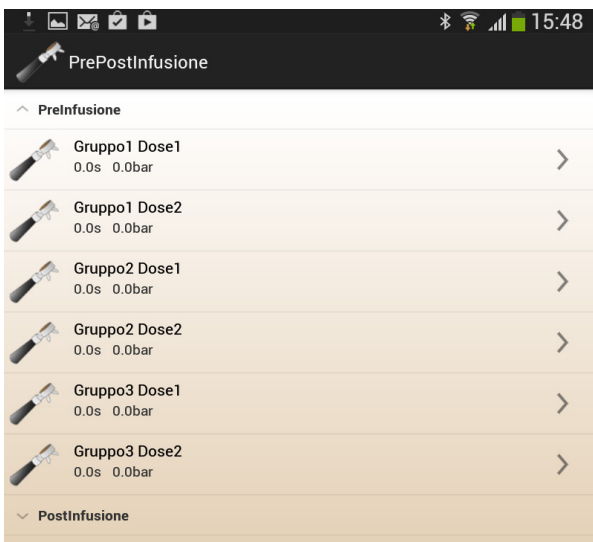 15:48
PrePostInfusione
PreInfusione
Gruppo1 Dose1
0.0s 0.0bar
Gruppo1 Dose2
0.0s 0.0bar
Gruppo2 Dose1
0.0s 0.0bar
Gruppo2 Dose2
0.0s 0.0bar
Gruppo3 Dose1
0.0s 0.0bar
Gruppo3 Dose2
0.0s 0.0bar
PostInfusione